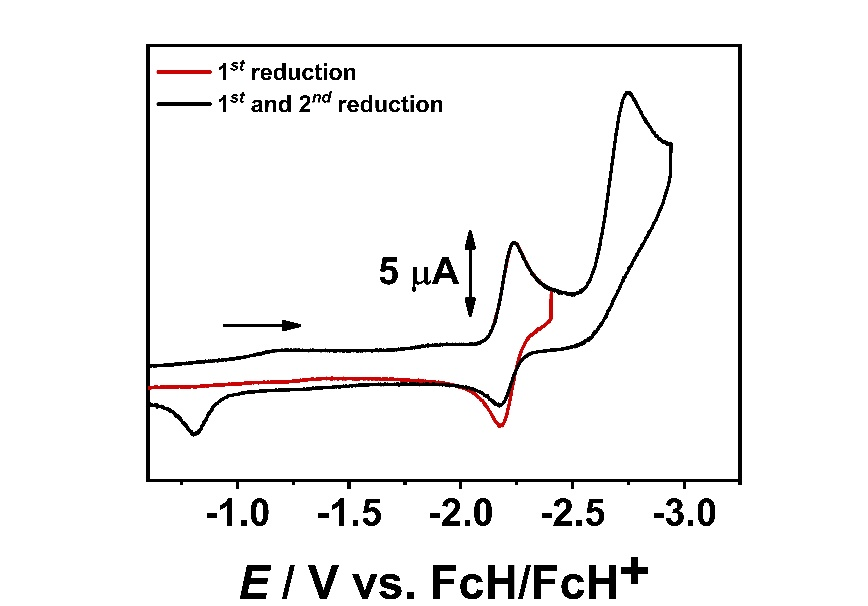 1st reduction
1st and 2nd reduction
5 μA
-1.0 -1.5 -2.0 -2.5 -3.0
E / V vs. FcH/FcH+